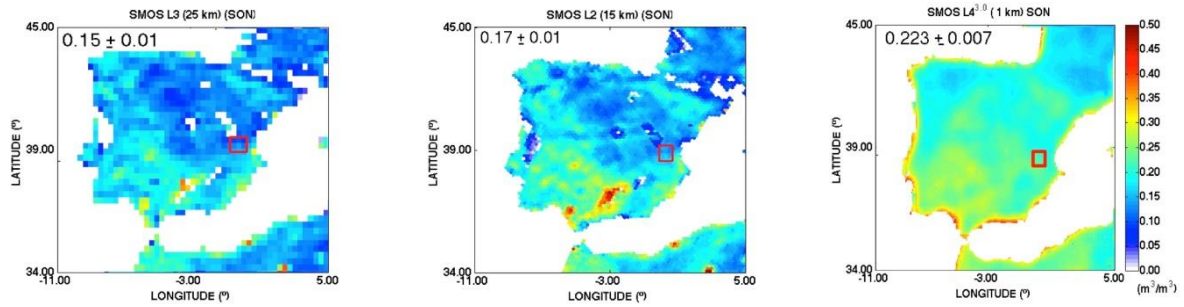 SMOS L3 (25 km) (SON)
45.00
0.15 ± 0.01
LATITUDE (º)
39.00
34.00
-11.00
-3.00
5.00
LONGITUDE (º)
SMOS L2 (15 km) (SON)
45.00
0.17 ± 0.01
LATITUDE (º)
39.00
34.00
-11.00
-3.00
5.00
LONGITUDE (º)
SMOS L4³·⁰ ( 1 km) SON
45.00
0.223 ± 0.007
LATITUDE (º)
39.00
34.00
-11.00
-3.00
5.00
LONGITUDE (º)
0.50
0.45
0.40
0.35
0.30
0.25
0.20
0.15
0.10
0.05
0.00
(m³/m³)